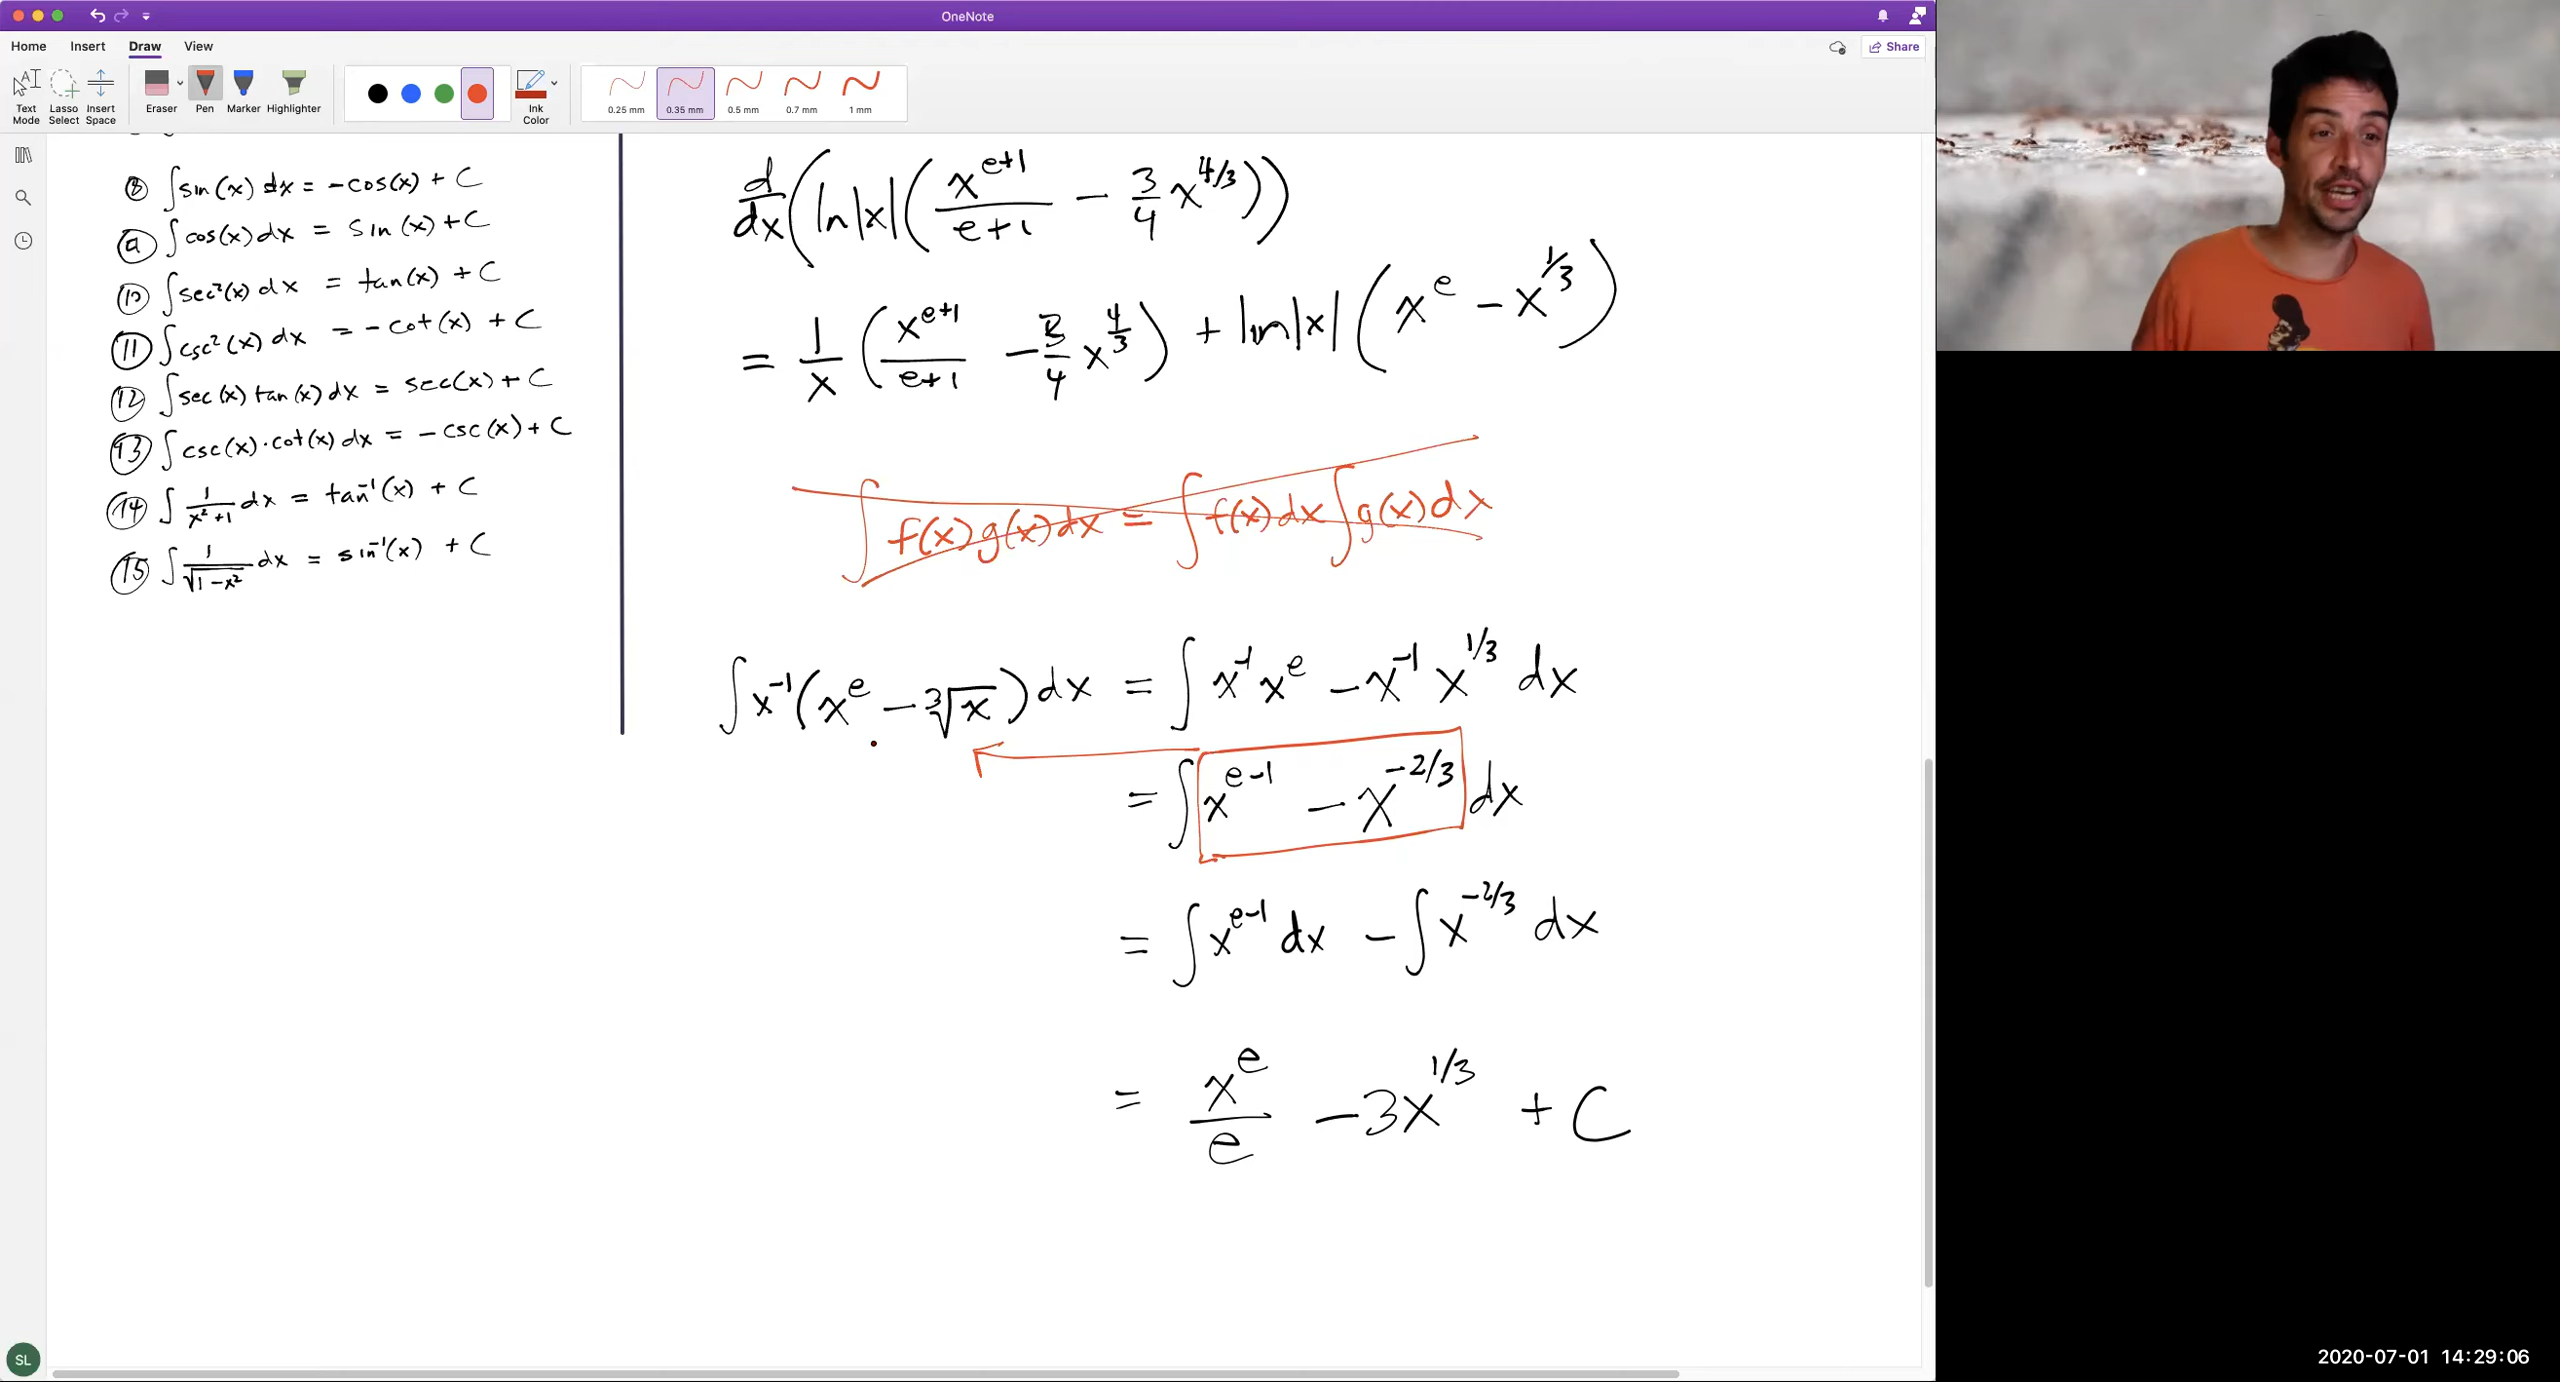 OneNote
Home Insert Draw View
Share
Text Mode
Lasso Select
Insert Space
Eraser
Pen
Marker
Highlighter
Ink Color
0.25 mm
0.35 mm
0.5 mm
0.7 mm
1 mm
⑧ ∫sin(x) dx = -cos(x) + C
⑨ ∫cos(x) dx = sin(x) + C
⑩ ∫sec²(x) dx = tan(x) + C
⑪ ∫csc²(x) dx = -cot(x) + C
⑫ ∫sec(x) tan(x) dx = sec(x) + C
⑬ ∫csc(x)·cot(x) dx = -csc(x) + C
⑭ ∫ 1/(x²+1) dx = tan⁻¹(x) + C
⑮ ∫ 1/√(1-x²) dx = sin⁻¹(x) + C
d/dx (ln|x| (x^(e+1)/(e+1) - 3/4 x^(4/3)))
= 1/x (x^(e+1)/(e+1) - 3/4 x^(4/3)) + ln|x| (x^e - x^(1/3))
∫f(x)g(x)dx = ∫f(x)dx ∫g(x)dx
∫x⁻¹(x^e - ∛x) dx = ∫ x⁻¹x^e - x⁻¹ x^(1/3) dx
= ∫ x^(e-1) - x^(-2/3) dx
= ∫x^(e-1) dx - ∫x^(-2/3) dx
= x^e/e - 3x^(1/3) + C
SL
2020-07-01 14:29:06